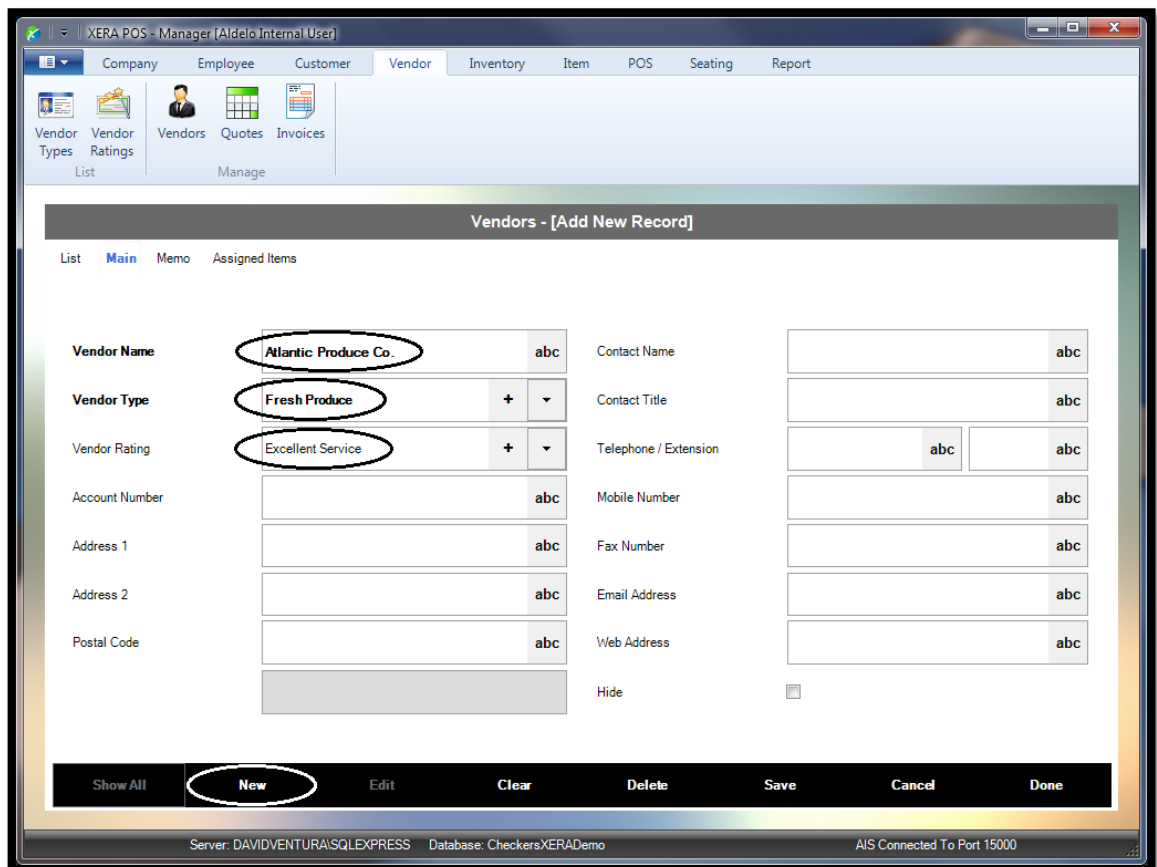 XERA POS - Manager [Aldelo Internal User]
Company Employee Customer Vendor Inventory Item POS Seating Report
Vendor Types
Vendor Ratings
Vendors
Quotes
Invoices
List
Manage
Vendors - [Add New Record]
List Main Memo Assigned Items
Vendor Name Atlantic Produce Co. abc Contact Name abc
Vendor Type Fresh Produce + Contact Title abc
Vendor Rating Excellent Service + Telephone / Extension abc abc
Account Number abc Mobile Number abc
Address 1 abc Fax Number abc
Address 2 abc Email Address abc
Postal Code abc Web Address abc
Hide
Show All New Edit Clear Delete Save Cancel Done
Server: DAVIDVENTURA\SQLEXPRESS Database: CheckersXERADemo AIS Connected To Port 15000